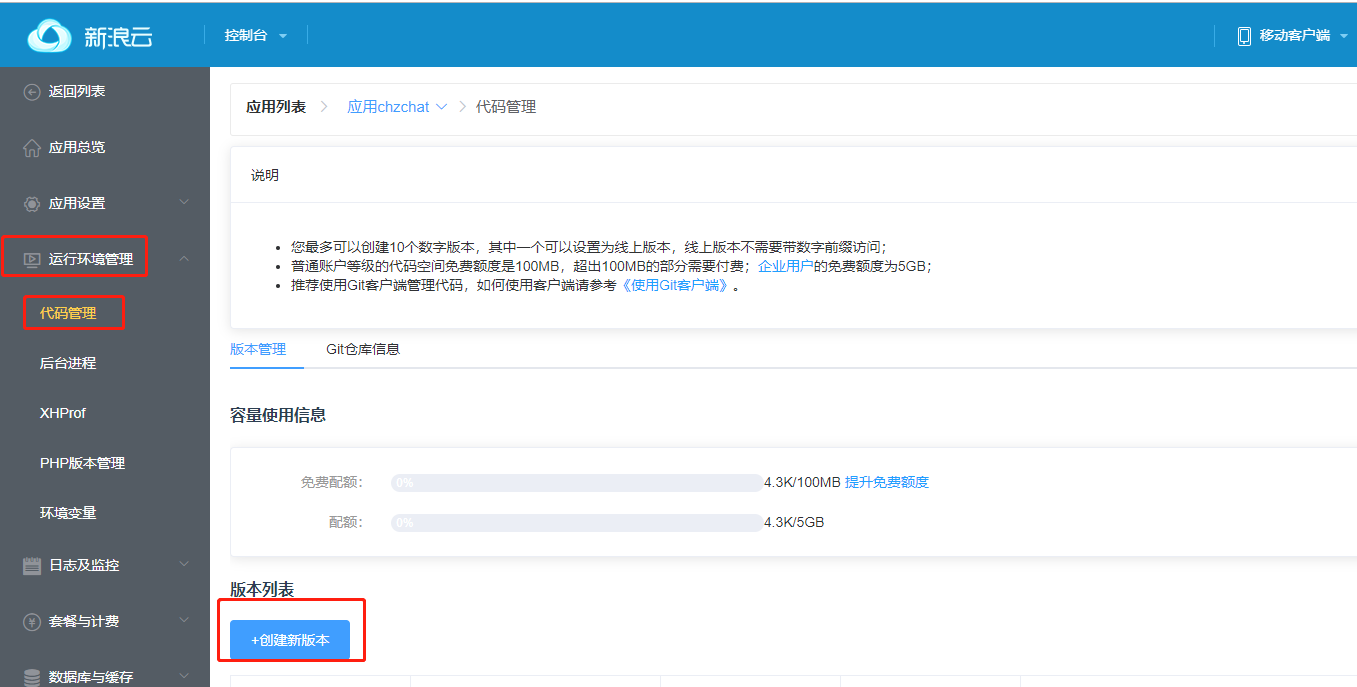 新浪云
控制台
移动客户端
返回列表
应用总览
应用设置
运行环境管理
代码管理
后台进程
XHProf
PHP版本管理
环境变量
日志及监控
套餐与计费
数据库与缓存
应用列表 应用chzchat 代码管理
说明
您最多可以创建10个数字版本，其中一个可以设置为线上版本，线上版本不需要带数字前缀访问；
普通账户等级的代码空间免费额度是100MB，超出100MB的部分需要付费；企业用户的免费额度为5GB；
推荐使用Git客户端管理代码，如何使用客户端请参考《使用Git客户端》。
版本管理 Git仓库信息
容量使用信息
免费配额： 0% 4.3K/100MB 提升免费额度
配额： 0% 4.3K/5GB
版本列表
+创建新版本